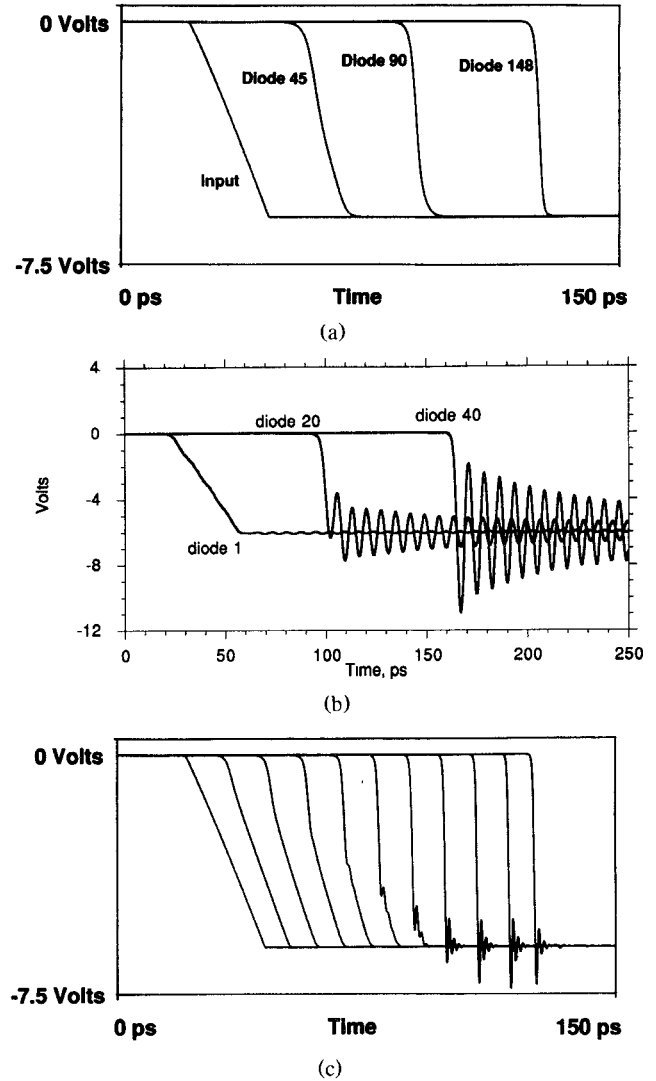 0 Volts
Diode 45
Diode 90
Diode 148
Input
-7.5 Volts
0 ps Time 150 ps
(a)
4
diode 20
diode 40
0
Volts
-4
diode 1
-8
-12
0 50 100 150 200 250
Time, ps
(b)
0 Volts
-7.5 Volts
0 ps Time 150 ps
(c)